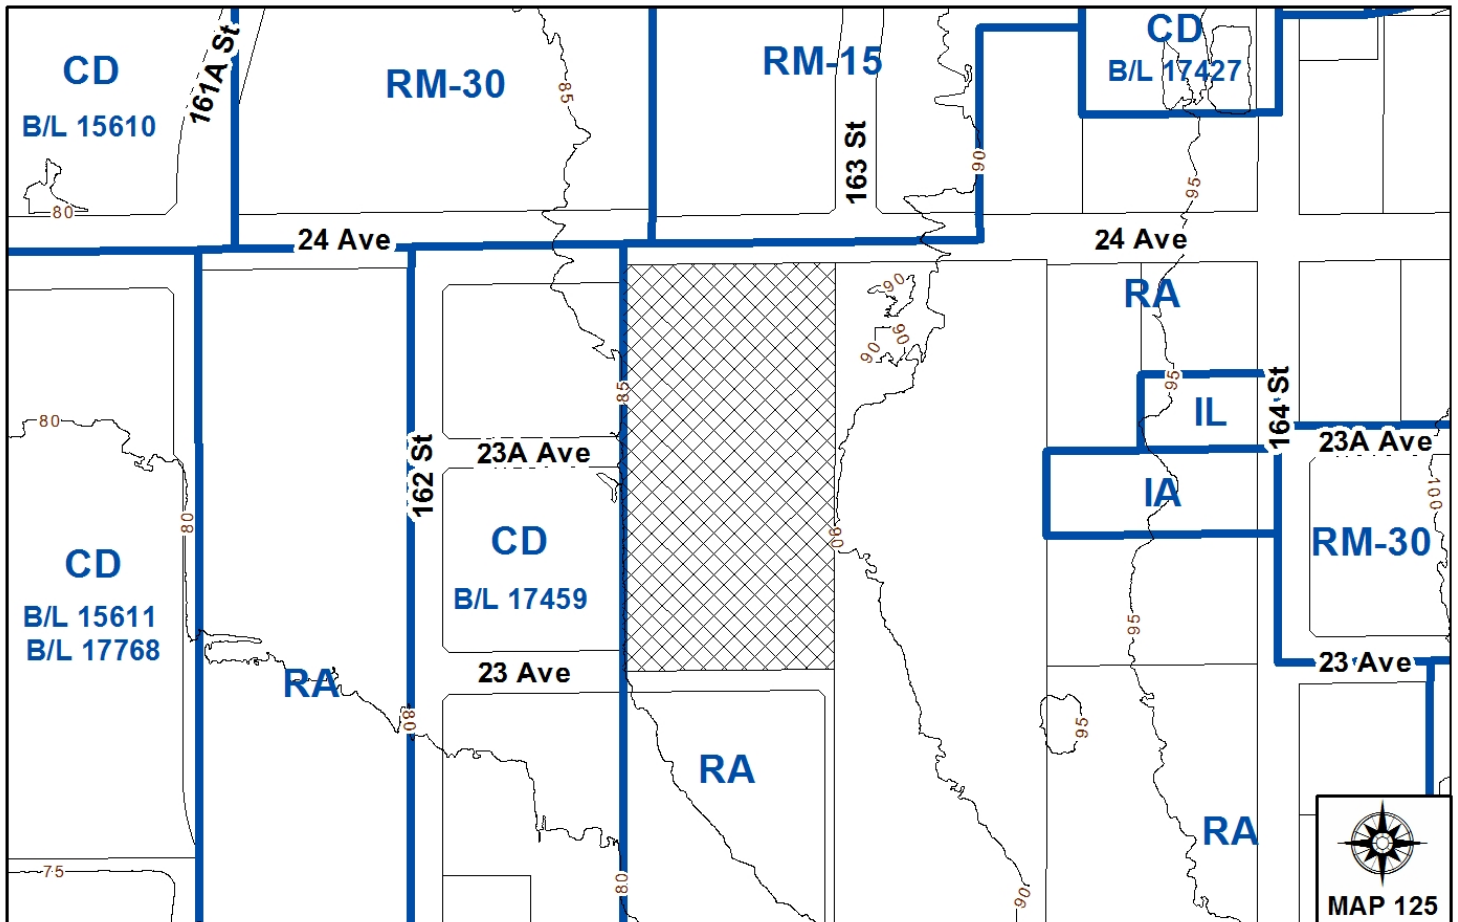 CD
B/L 17427
161A St
RM-15
CD
RM-30
85
B/L 15610
163 St
90
95
80
24 Ave
24 Ave
90
RA
90
90
95
85
IL
164 St
80
23A Ave
23A Ave
162 St
IA
100
80
90
CD
RM-30
CD
B/L 17459
B/L 15611
95
B/L 17768
23 Ave
23 Ave
RA
80
95
RA
RA
75
80
90
MAP 125